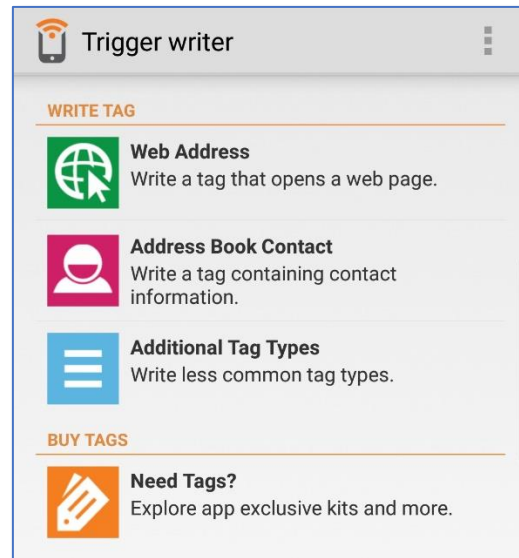 Trigger writer
WRITE TAG
Web Address
Write a tag that opens a web page.
Address Book Contact
Write a tag containing contact
information.
Additional Tag Types
Write less common tag types.
BUY TAGS
Need Tags?
Explore app exclusive kits and more.